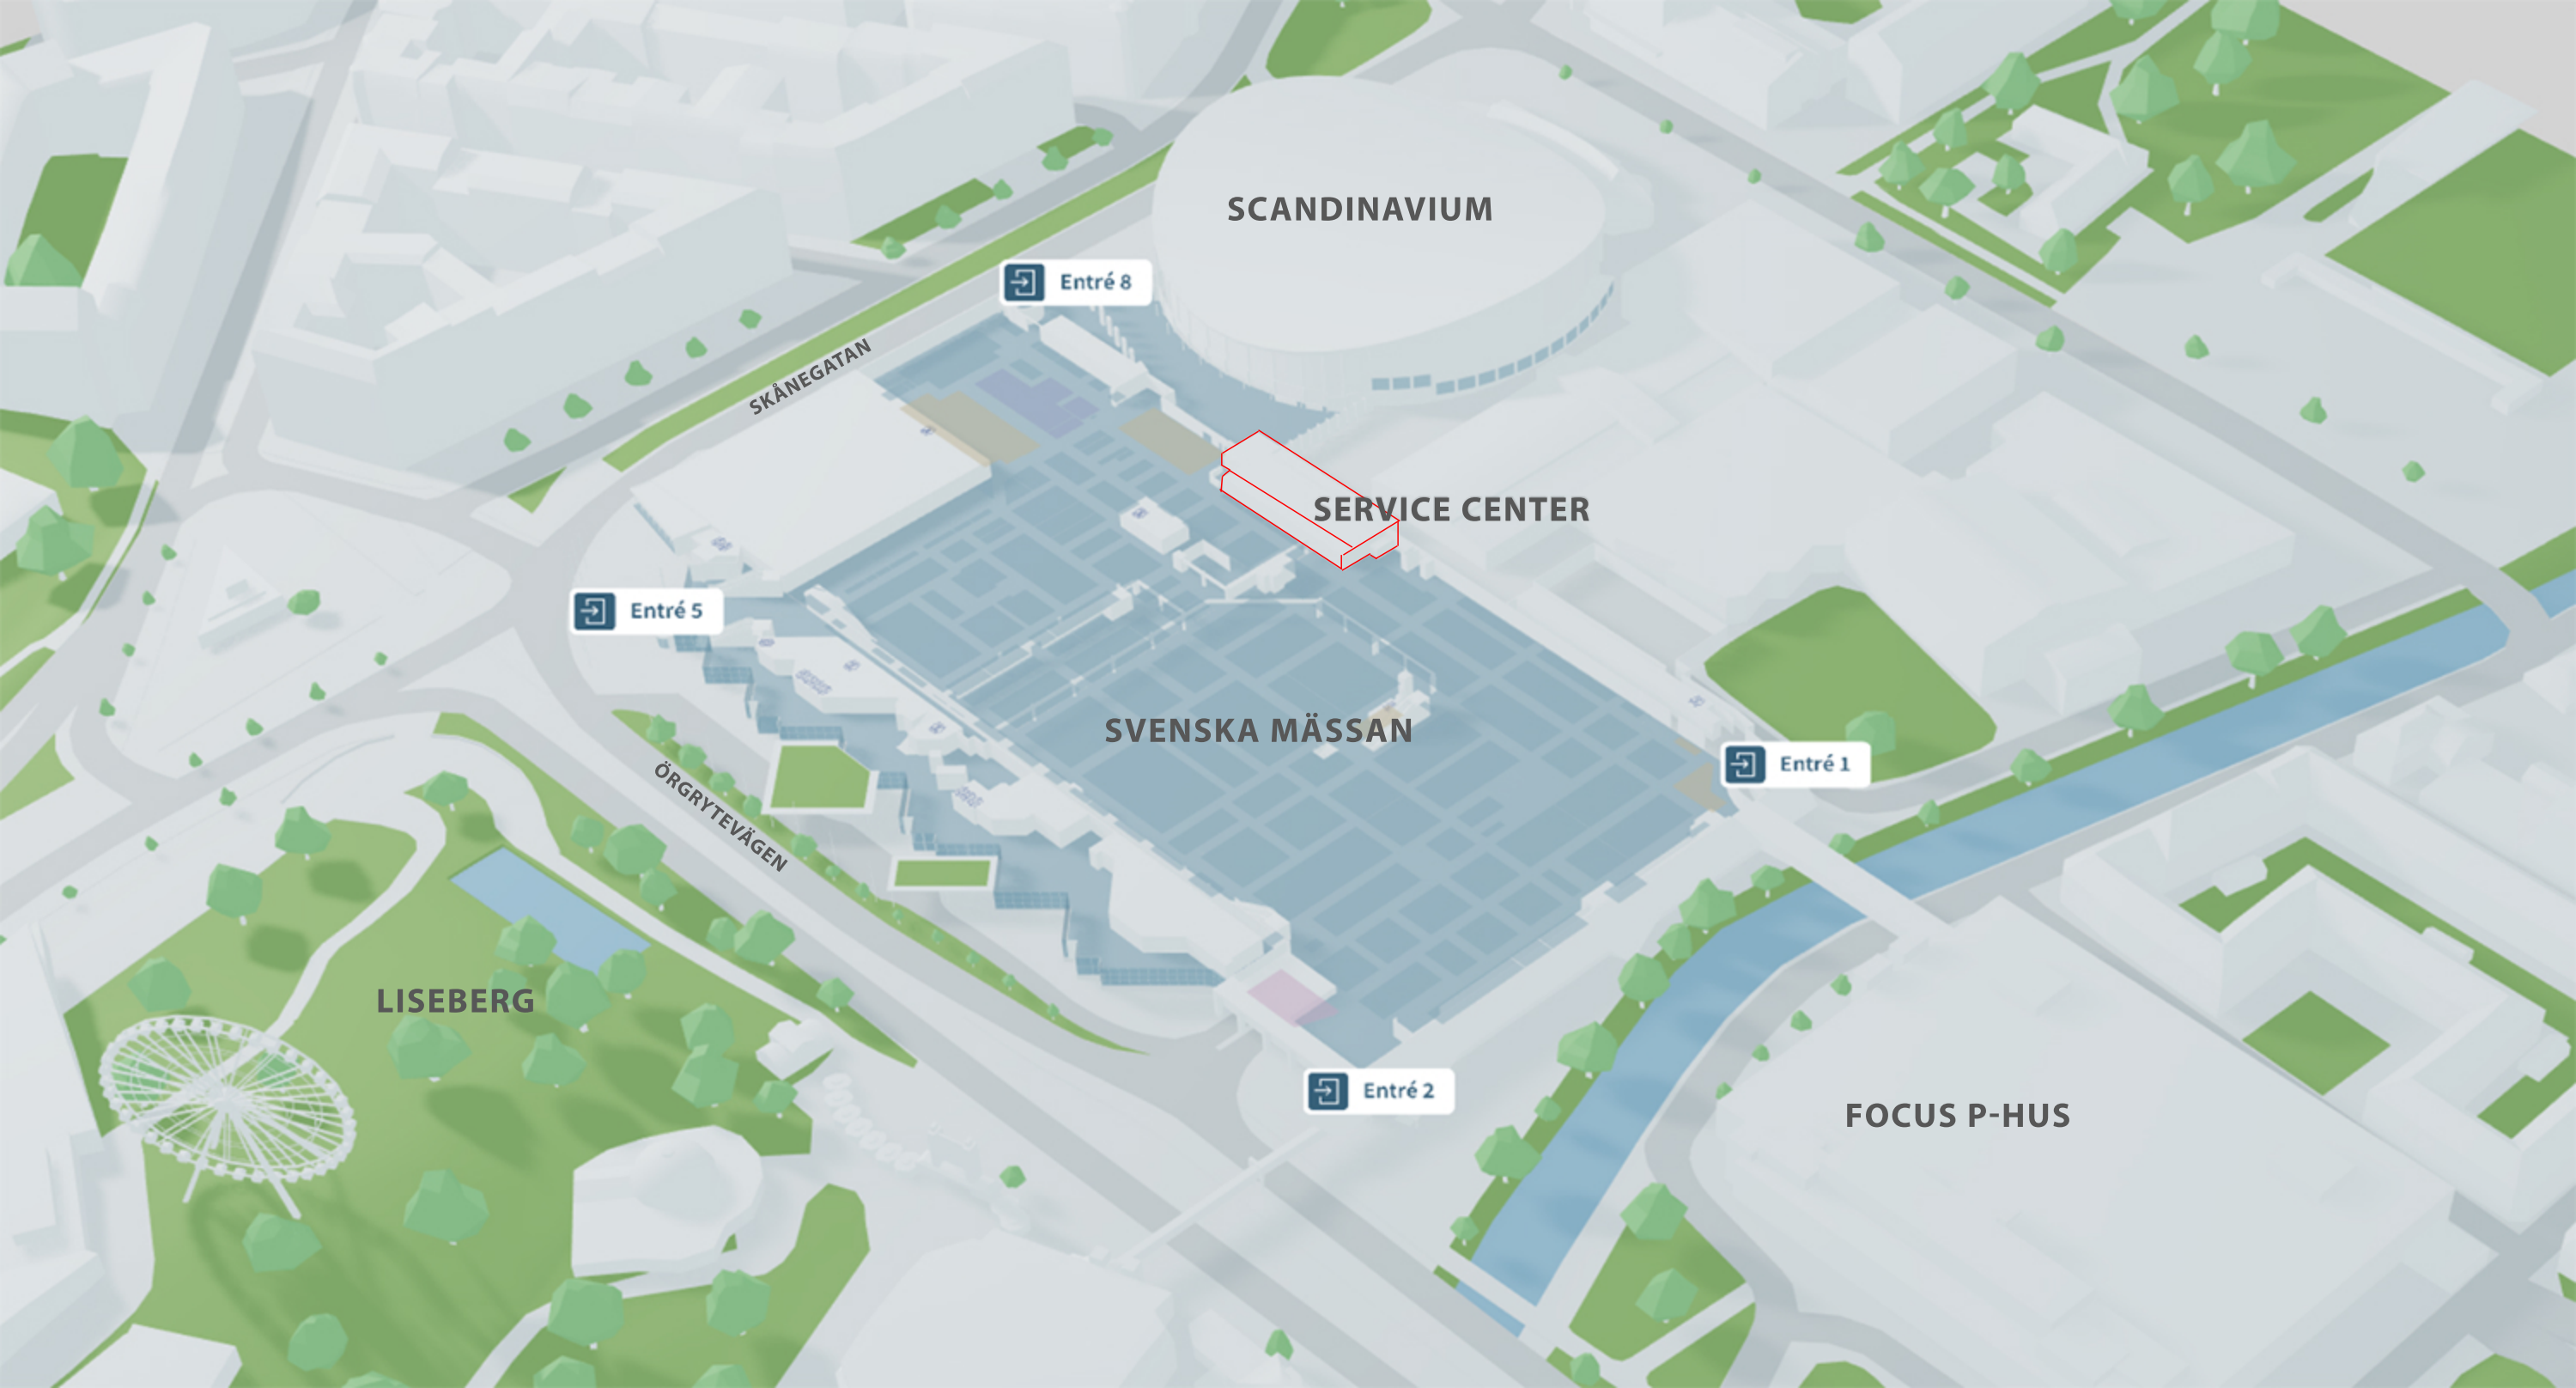 SCANDINAVIUM
Entré 8
SKÅNEGATAN
SERVICE CENTER
Entré 5
SVENSKA MÄSSAN
Entré 1
ÖRGRYTEVÄGEN
LISEBERG
Entré 2
FOCUS P-HUS